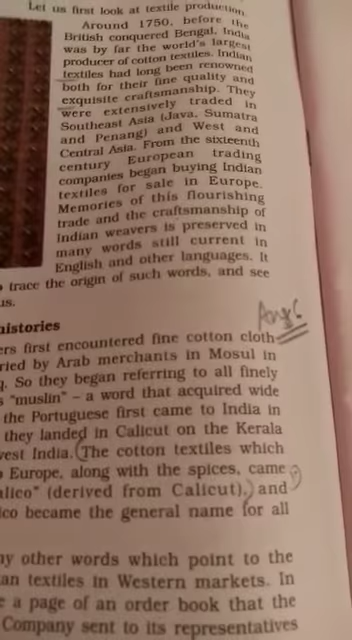 Let us first look at textile production.
Around 1750, before the
British conquered Bengal, India
was by far the world's largest
producer of cotton textiles. Indian
textiles had long been renowned
both for their fine quality and
exquisite craftsmanship. They
were extensively traded in
Southeast Asia (Java, Sumatra
and Penang) and West and
Central Asia. From the sixteenth
century European trading
companies began buying Indian
textiles for sale in Europe.
Memories of this flourishing
trade and the craftsmanship of
Indian weavers is preserved in
many words still current in
English and other languages. It
trace the origin of such words, and see
us.
histories
ers first encountered fine cotton cloth
ried by Arab merchants in Mosul in
q. So they began referring to all finely
s "muslin" – a word that acquired wide
the Portuguese first came to India in
they landed in Calicut on the Kerala
west India. (The cotton textiles which
Europe, along with the spices, came
alico" (derived from Calicut),) and
ico became the general name for all
ny other words which point to the
an textiles in Western markets. In
e a page of an order book that the
Company sent to its representatives